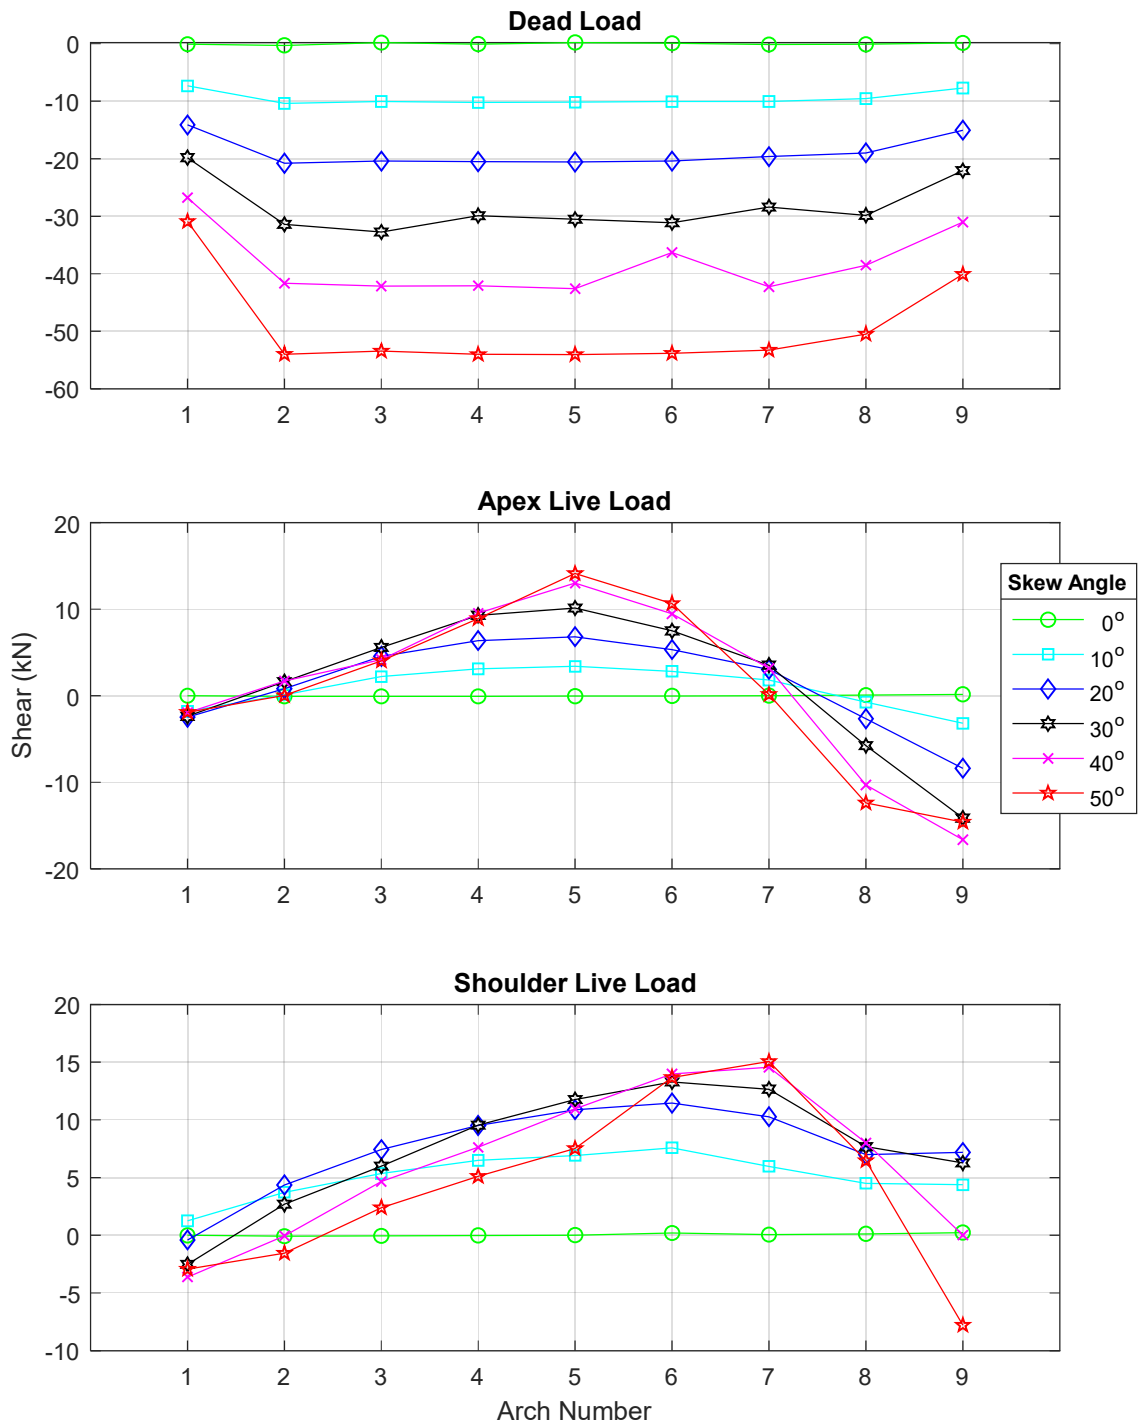 Dead Load
0
-10
-20
-30
-40
-50
-60
1 2 3 4 5 6 7 8 9
Apex Live Load
20
10
0
-10
-20
Shear (kN)
1 2 3 4 5 6 7 8 9
Skew Angle
0°
10°
20°
30°
40°
50°
Shoulder Live Load
20
15
10
5
0
-5
-10
1 2 3 4 5 6 7 8 9
Arch Number